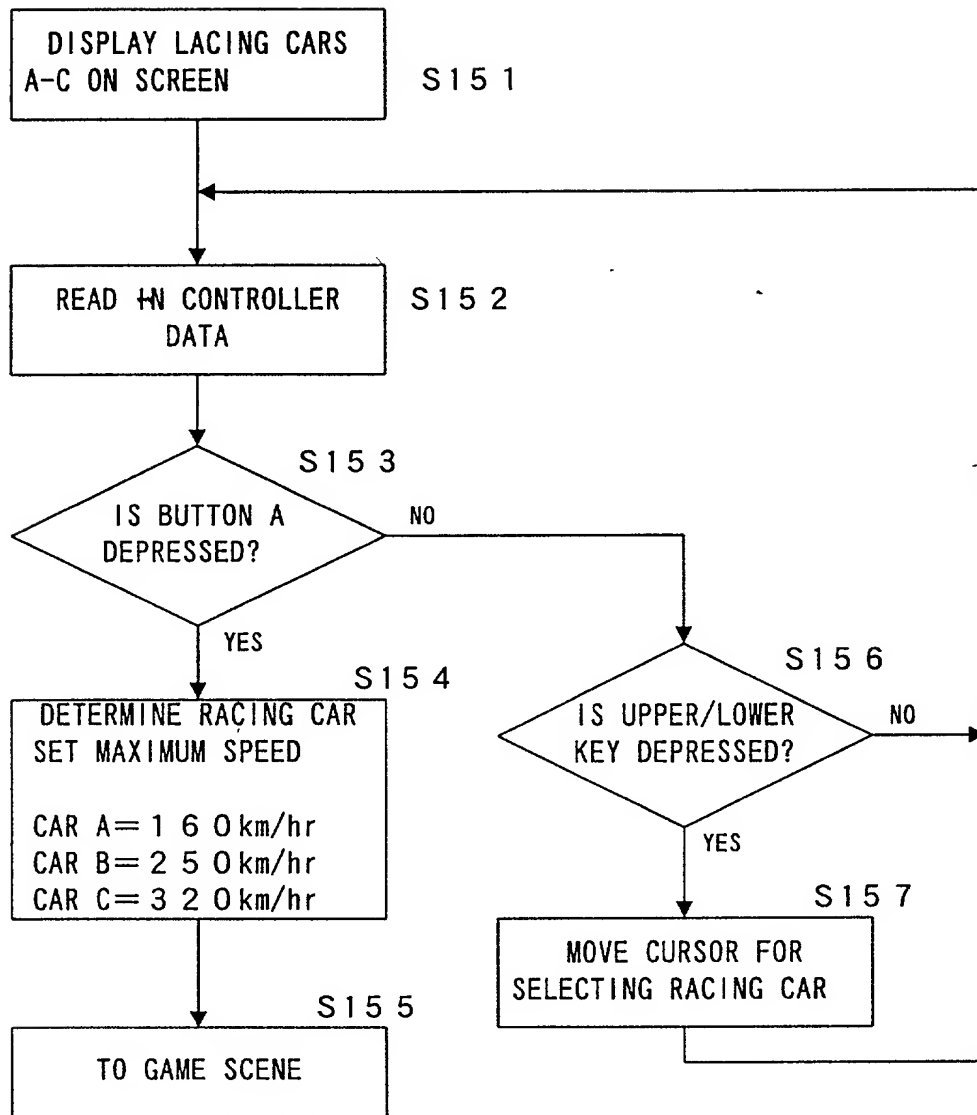 DISPLAY LACING CARS
A-C ON SCREEN
S151
READ IN CONTROLLER
DATA
S152
S153
IS BUTTON A
DEPRESSED?
NO
YES
S154
DETERMINE RACING CAR
SET MAXIMUM SPEED
CAR A=160km/hr
CAR B=250km/hr
CAR C=320km/hr
S155
TO GAME SCENE
S156
IS UPPER/LOWER
KEY DEPRESSED?
NO
YES
S157
MOVE CURSOR FOR
SELECTING RACING CAR